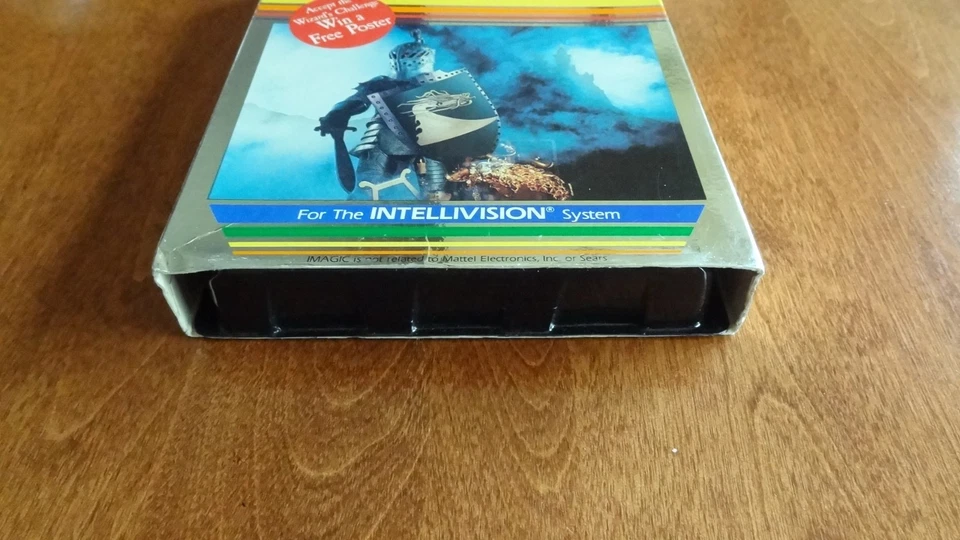 Accept the
Wizard's Challenge
Win a
Free Poster
For The INTELLIVISION® System
IMAGIC is not related to Mattel Electronics, Inc. or Sears